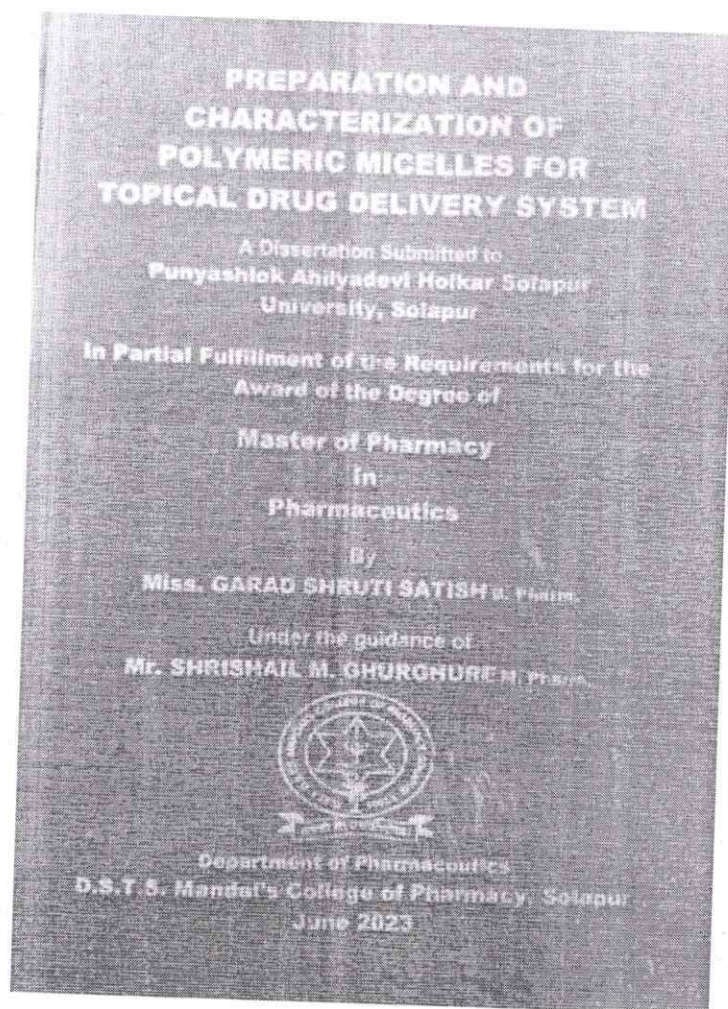 PREPARATION AND
CHARACTERIZATION OF
POLYMERIC MICELLES FOR
TOPICAL DRUG DELIVERY SYSTEM
A Dissertation Submitted to
Punyashlok Ahilyadevi Holkar Solapur
University, Solapur
In Partial Fulfillment of the Requirements for the
Award of the Degree of
Master of Pharmacy
in
Pharmaceutics
By
Miss. GARAD SHRUTI SATISH B. Pharm.
Under the guidance of
Mr. SHRISHAIL M. GHURGHURE M. Pharm.
Department of Pharmaceutics
D.S.T.S. Mandal's College of Pharmacy, Solapur
June 2023